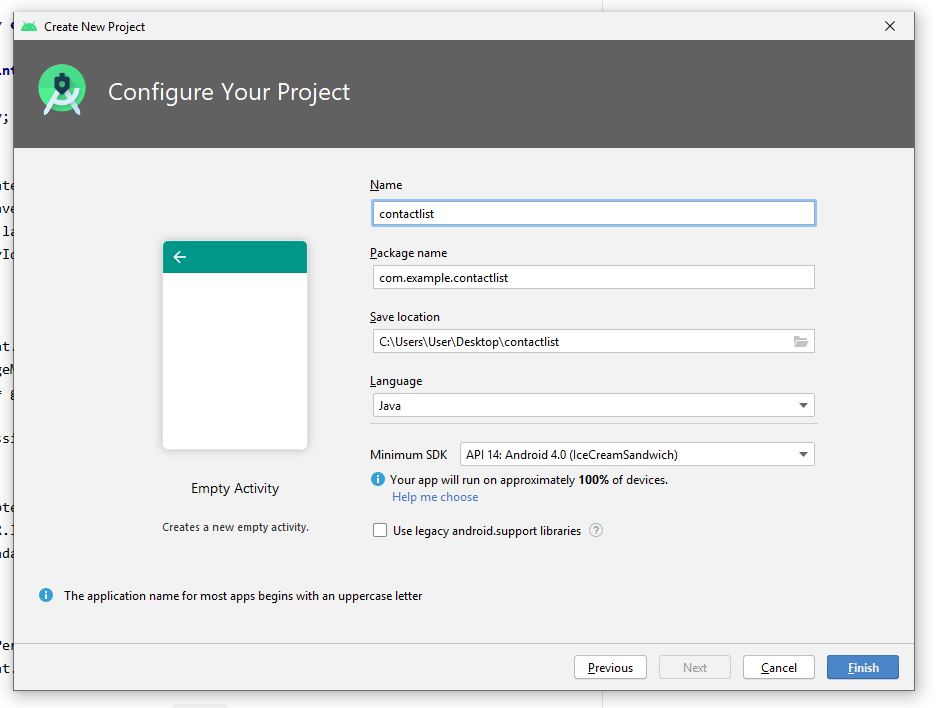 Create New Project
Configure Your Project
Name
contactlist
Package name
com.example.contactlist
Save location
C:\Users\User\Desktop\contactlist
Language
Java
Minimum SDK API 14: Android 4.0 (IceCreamSandwich)
Your app will run on approximately 100% of devices.
Help me choose
Use legacy android.support libraries ?
Empty Activity
Creates a new empty activity.
The application name for most apps begins with an uppercase letter
Previous Next Cancel Finish